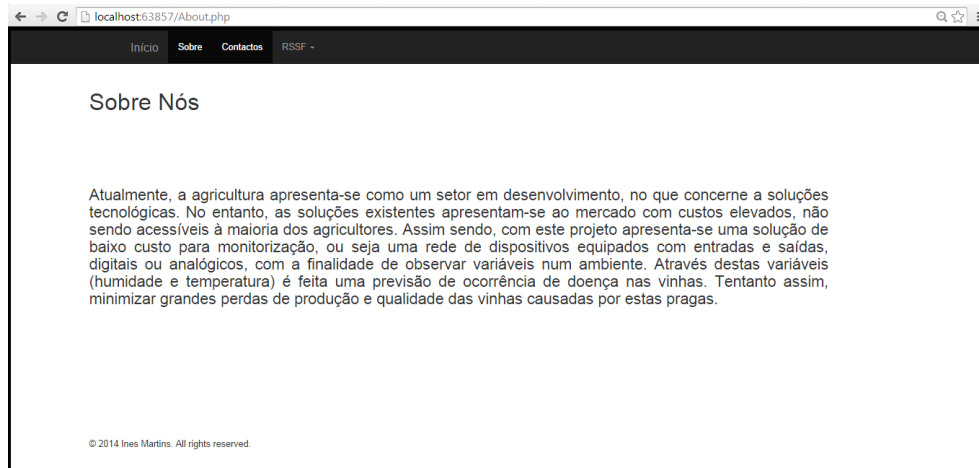 localhost:63857/About.php
Início Sobre Contactos RSSF
Sobre Nós
Atualmente, a agricultura apresenta-se como um setor em desenvolvimento, no que concerne a soluções
tecnológicas. No entanto, as soluções existentes apresentam-se ao mercado com custos elevados, não
sendo acessíveis à maioria dos agricultores. Assim sendo, com este projeto apresenta-se uma solução de
baixo custo para monitorização, ou seja uma rede de dispositivos equipados com entradas e saídas,
digitais ou analógicos, com a finalidade de observar variáveis num ambiente. Através destas variáveis
(humidade e temperatura) é feita uma previsão de ocorrência de doença nas vinhas. Tentanto assim,
minimizar grandes perdas de produção e qualidade das vinhas causadas por estas pragas.
© 2014 Ines Martins. All rights reserved.